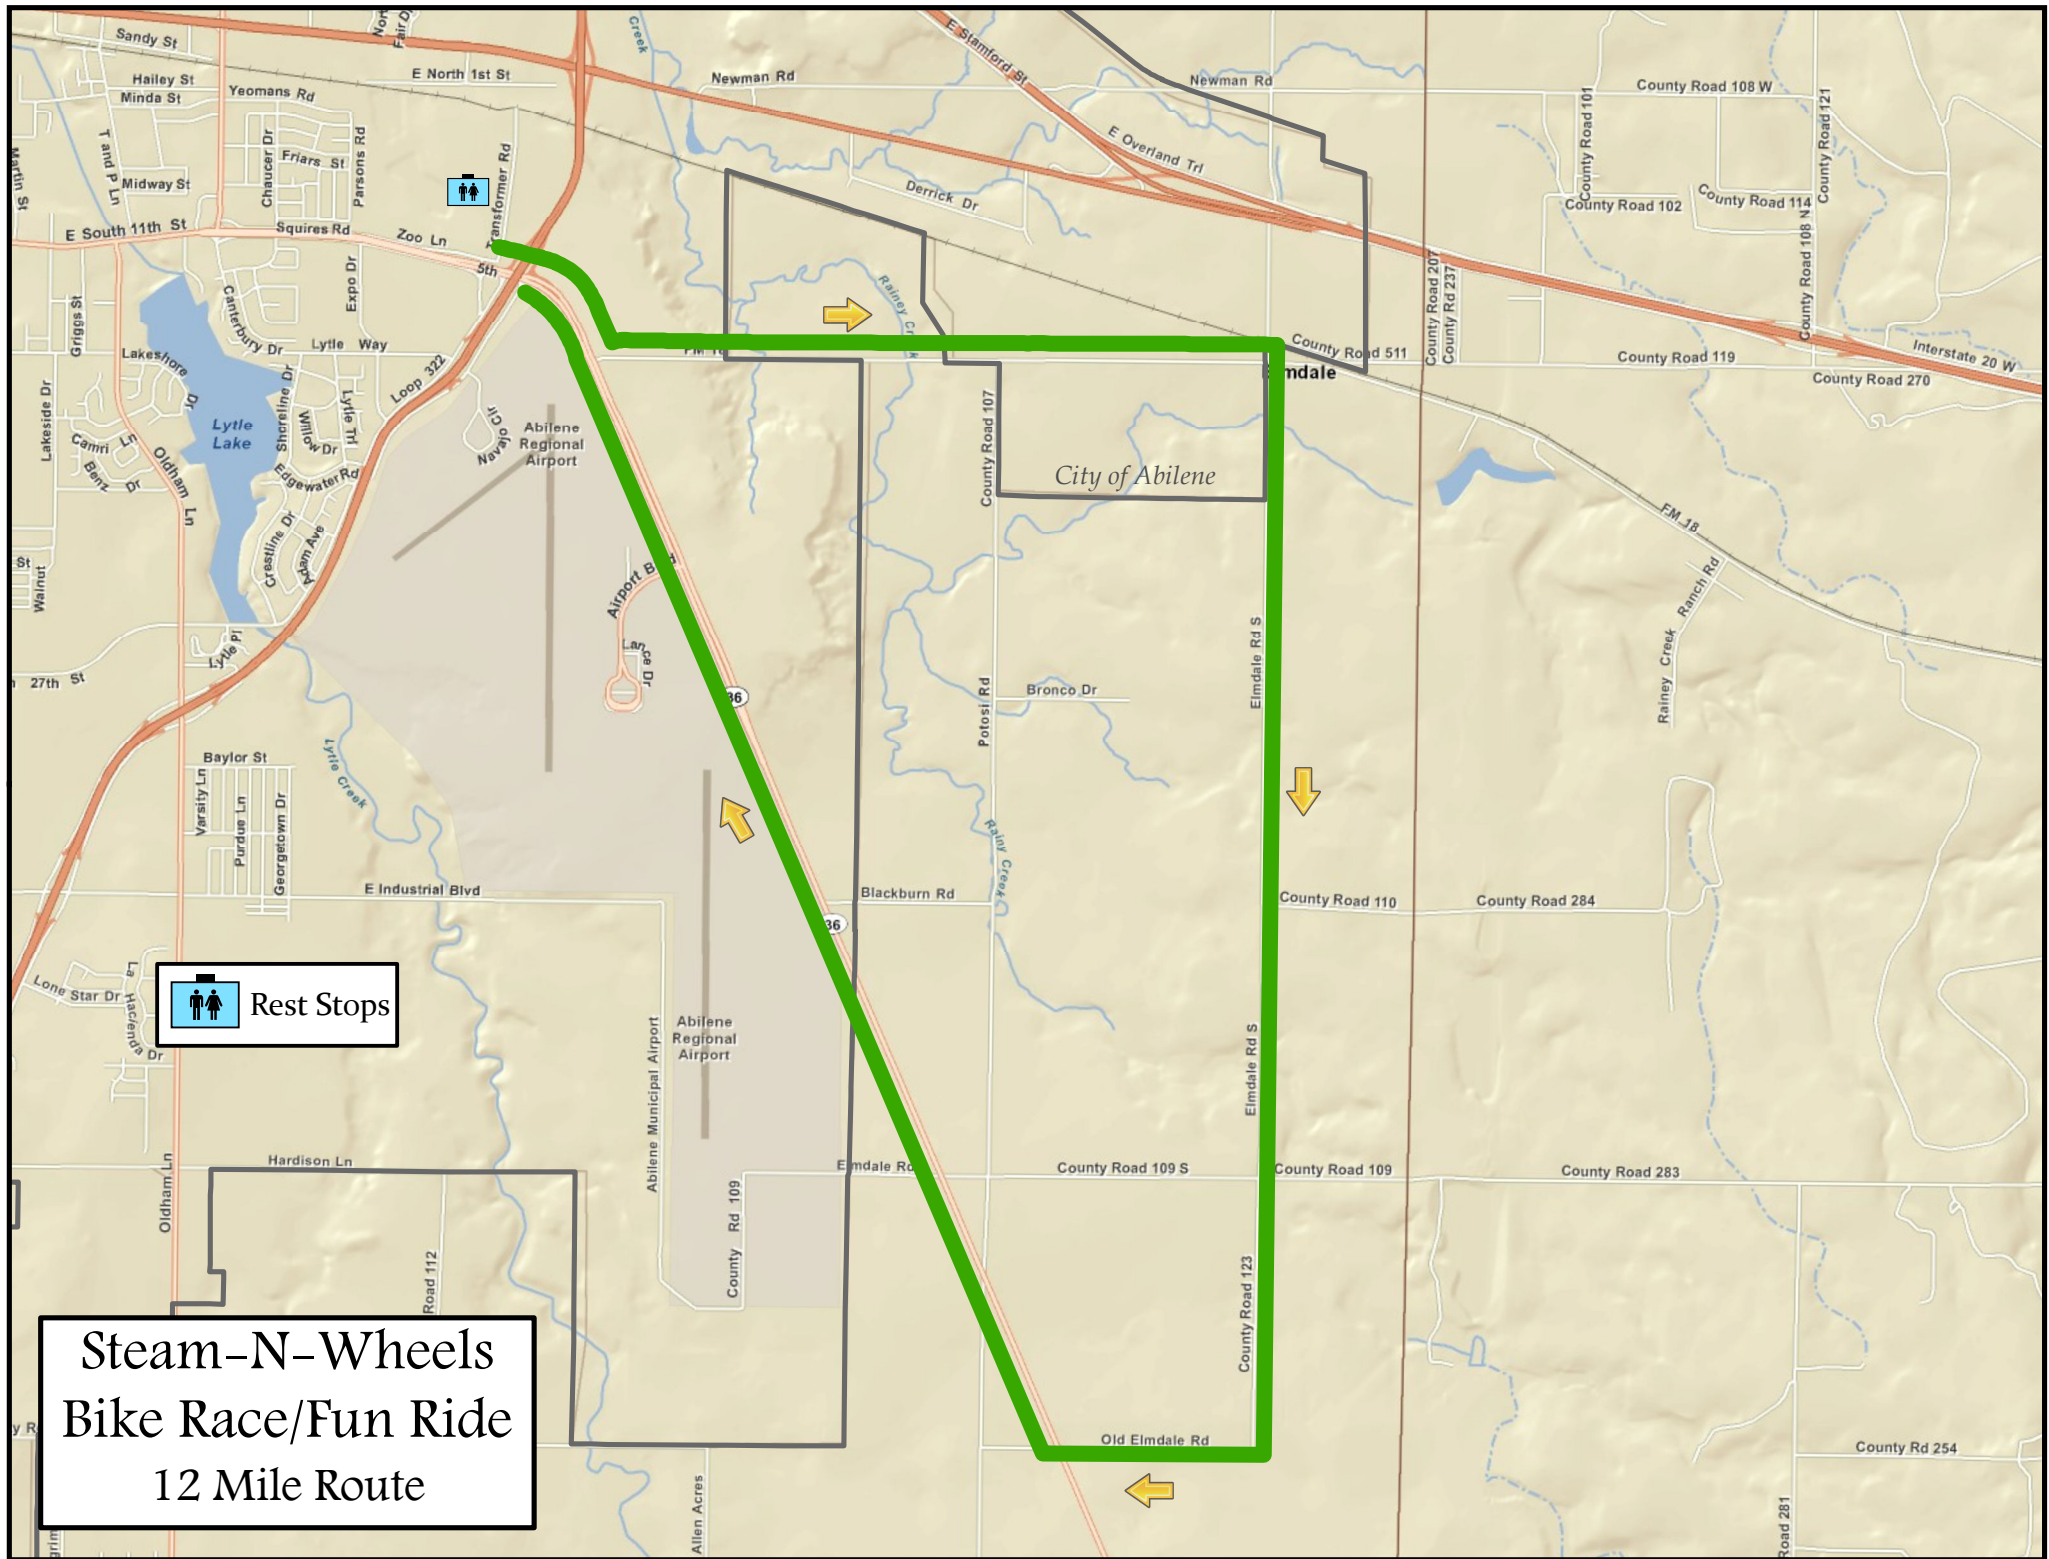 Sandy St
Creek
E Stamford St
Hailey St
E North 1st St
Newman Rd
Newman Rd
County Road 108 W
Minda St
Yeomans Rd
County Road 101
County Road 121
T and P Ln
Chaucer Dr
Friars St
Parsons Rd
E Overland Trl
Martin St
Midway St
Transformer Rd
Derrick Dr
County Road 102
County Road 114
E South 11th St
Squires Rd
Zoo Ln
5th
County Road 108 N
County Road 207
County Rd 237
Expo Dr
Griggs St
Canterbury Dr
Lytle Way
Rainey Cr
County Road 511
County Road 119
Interstate 20 W
County Road 270
Elmdale
Lakeshore Dr
Loop 322
Lakeside Dr
Lytle
Lake
Shoreline Dr
Willow Dr
Lytle Trl
Navajo Cir
Abilene
Regional
Airport
County Road 107
Camri Ln
Benz Dr
Oldham Ln
Edgewater Rd
City of Abilene
FM 18
Crestline Dr
Adam Ave
St
Walnut
Airport B
Ranch Rd
Rainey Creek
Lytle Pl
Lance Dr
Elmdale Rd S
27th St
36
Potosi Rd
Bronco Dr
Baylor St
Lytle Creek
Varsity Ln
Purdue Ln
Georgetown Dr
Rainy Creek
E Industrial Blvd
Blackburn Rd
County Road 110
County Road 284
36
Lone Star Dr
La Hacienda Dr
Rest Stops
Abilene Municipal Airport
Abilene
Regional
Airport
Elmdale Rd S
Hardison Ln
Elmdale Rd
County Road 109 S
County Road 109
County Road 283
Oldham Ln
County Rd 109
Road 112
County Road 123
Steam-N-Wheels
Bike Race/Fun Ride
12 Mile Route
Old Elmdale Rd
County Rd 254
Allen Acres
Road 281